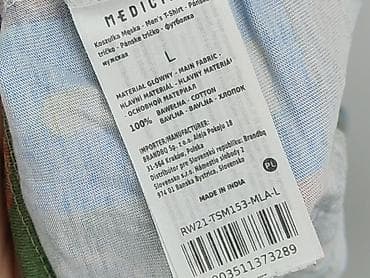 MEDIC
Koszulka Męska - Men's T-Shirt - Pánske
tričko - Pánské tričko - футболка
мужская
L
MATERIAŁ GŁÓWNY - MAIN FABRIC -
HLAVNÍ MATERIÁL - HLAVNÝ MATERIÁL
- ОСНОВНОЙ МАТЕРИАЛ
100% BAWEŁNA - COTTON
BAVLNA - BAVLNA - ХЛОПОК
IMPORTER/MANUFACTURER:
BRANDBQ Sp. z o.o. Aleja Pokoju 18
31-564 Kraków, Polska
Distribútor pre Slovenskú republiku: Brandbq
Slovensko s.r.o. Námestie slobody 2
974 01 Banská Bystrica, Slovensko
PL
MADE IN INDIA
RW21-TSM153-MLA-L
903511373289